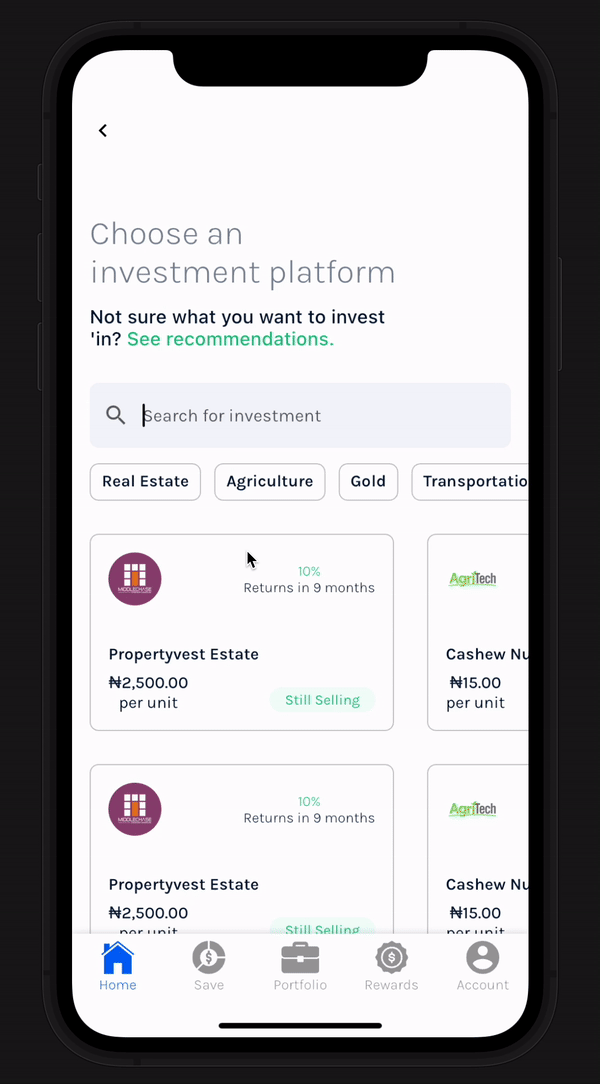 Choose an
investment platform
Not sure what you want to invest
'in? See recommendations.
Search for investment
Real Estate Agriculture Gold Transportatio
10%
Returns in 9 months
MIDDLECHASE
AgriTech
Propertyvest Estate
₦2,500.00
per unit
Still Selling
Cashew Nu
₦15.00
per unit
10%
Returns in 9 months
MIDDLECHASE
AgriTech
Propertyvest Estate
₦2,500.00
per unit
Still Selling
Cashew Nu
₦15.00
per unit
Home Save Portfolio Rewards Account